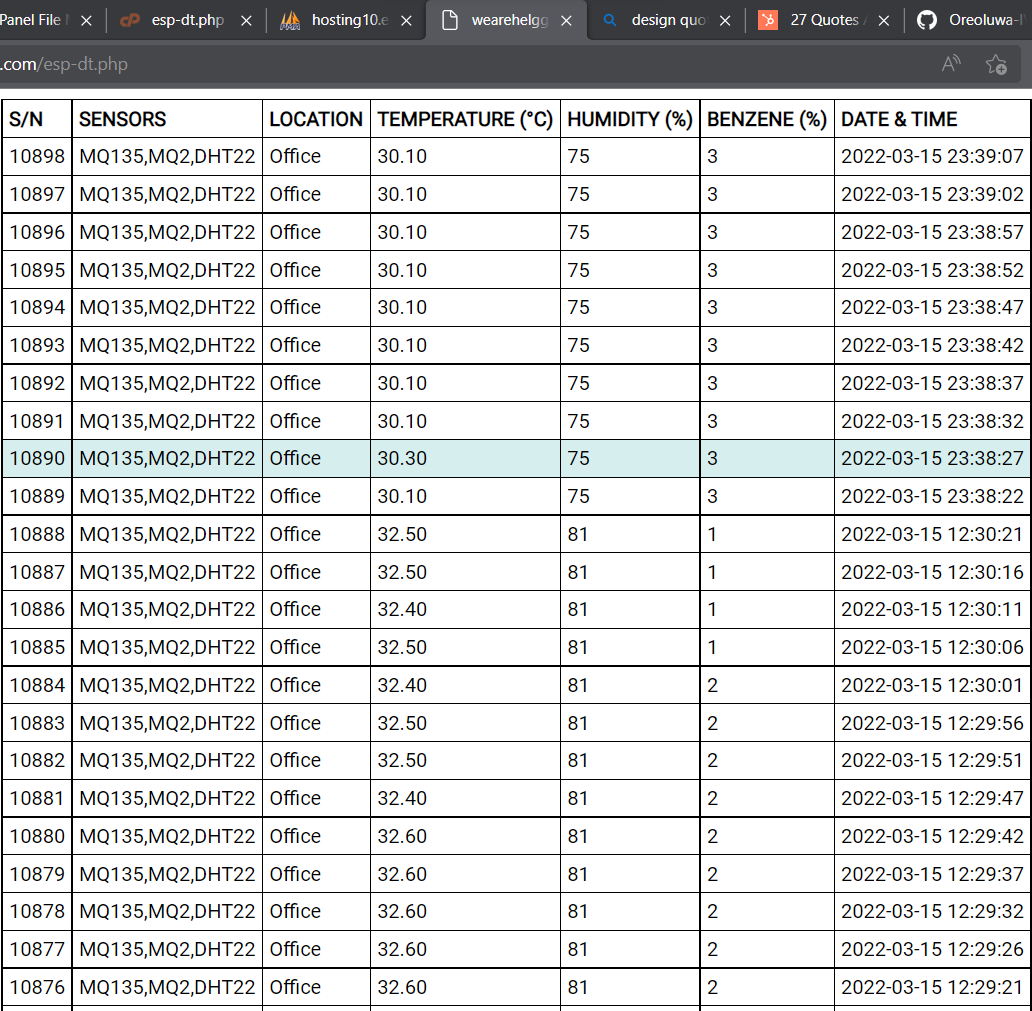 Panel File M
esp-dt.php
hosting10.e
wearehelgg
design quo
27 Quotes
Oreoluwa-I
.com/esp-dt.php
S/N SENSORS LOCATION TEMPERATURE (°C) HUMIDITY (%) BENZENE (%) DATE & TIME
10898 MQ135,MQ2,DHT22 Office 30.10 75 3 2022-03-15 23:39:07
10897 MQ135,MQ2,DHT22 Office 30.10 75 3 2022-03-15 23:39:02
10896 MQ135,MQ2,DHT22 Office 30.10 75 3 2022-03-15 23:38:57
10895 MQ135,MQ2,DHT22 Office 30.10 75 3 2022-03-15 23:38:52
10894 MQ135,MQ2,DHT22 Office 30.10 75 3 2022-03-15 23:38:47
10893 MQ135,MQ2,DHT22 Office 30.10 75 3 2022-03-15 23:38:42
10892 MQ135,MQ2,DHT22 Office 30.10 75 3 2022-03-15 23:38:37
10891 MQ135,MQ2,DHT22 Office 30.10 75 3 2022-03-15 23:38:32
10890 MQ135,MQ2,DHT22 Office 30.30 75 3 2022-03-15 23:38:27
10889 MQ135,MQ2,DHT22 Office 30.10 75 3 2022-03-15 23:38:22
10888 MQ135,MQ2,DHT22 Office 32.50 81 1 2022-03-15 12:30:21
10887 MQ135,MQ2,DHT22 Office 32.50 81 1 2022-03-15 12:30:16
10886 MQ135,MQ2,DHT22 Office 32.40 81 1 2022-03-15 12:30:11
10885 MQ135,MQ2,DHT22 Office 32.50 81 1 2022-03-15 12:30:06
10884 MQ135,MQ2,DHT22 Office 32.40 81 2 2022-03-15 12:30:01
10883 MQ135,MQ2,DHT22 Office 32.50 81 2 2022-03-15 12:29:56
10882 MQ135,MQ2,DHT22 Office 32.50 81 2 2022-03-15 12:29:51
10881 MQ135,MQ2,DHT22 Office 32.40 81 2 2022-03-15 12:29:47
10880 MQ135,MQ2,DHT22 Office 32.60 81 2 2022-03-15 12:29:42
10879 MQ135,MQ2,DHT22 Office 32.60 81 2 2022-03-15 12:29:37
10878 MQ135,MQ2,DHT22 Office 32.60 81 2 2022-03-15 12:29:32
10877 MQ135,MQ2,DHT22 Office 32.60 81 2 2022-03-15 12:29:26
10876 MQ135,MQ2,DHT22 Office 32.60 81 2 2022-03-15 12:29:21